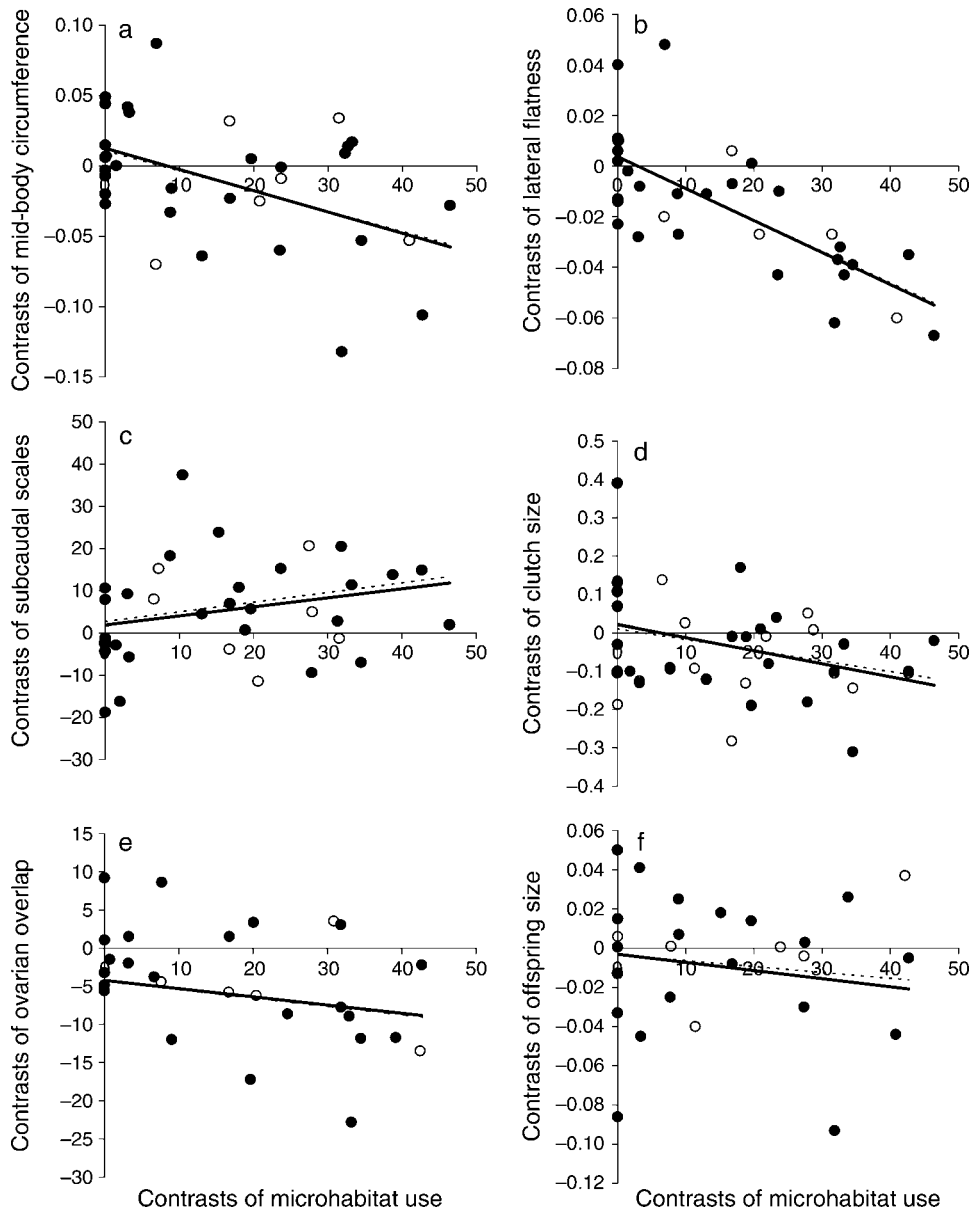 a
Contrasts of mid-body circumference
0.10
0.05
0
−0.05
−0.10
−0.15
10 20 30 40 50
b
Contrasts of lateral flatness
0.06
0.04
0.02
0
−0.02
−0.04
−0.06
−0.08
10 20 30 40 50
c
Contrasts of subcaudal scales
50
40
30
20
10
0
−10
−20
−30
10 20 30 40 50
d
Contrasts of clutch size
0.5
0.4
0.3
0.2
0.1
0
−0.1
−0.2
−0.3
−0.4
10 20 30 40 50
e
Contrasts of ovarian overlap
15
10
5
0
−5
−10
−15
−20
−25
−30
10 20 30 40 50
Contrasts of microhabitat use
f
Contrasts of offspring size
0.06
0.04
0.02
0
−0.02
−0.04
−0.06
−0.08
−0.10
−0.12
10 20 30 40 50
Contrasts of microhabitat use